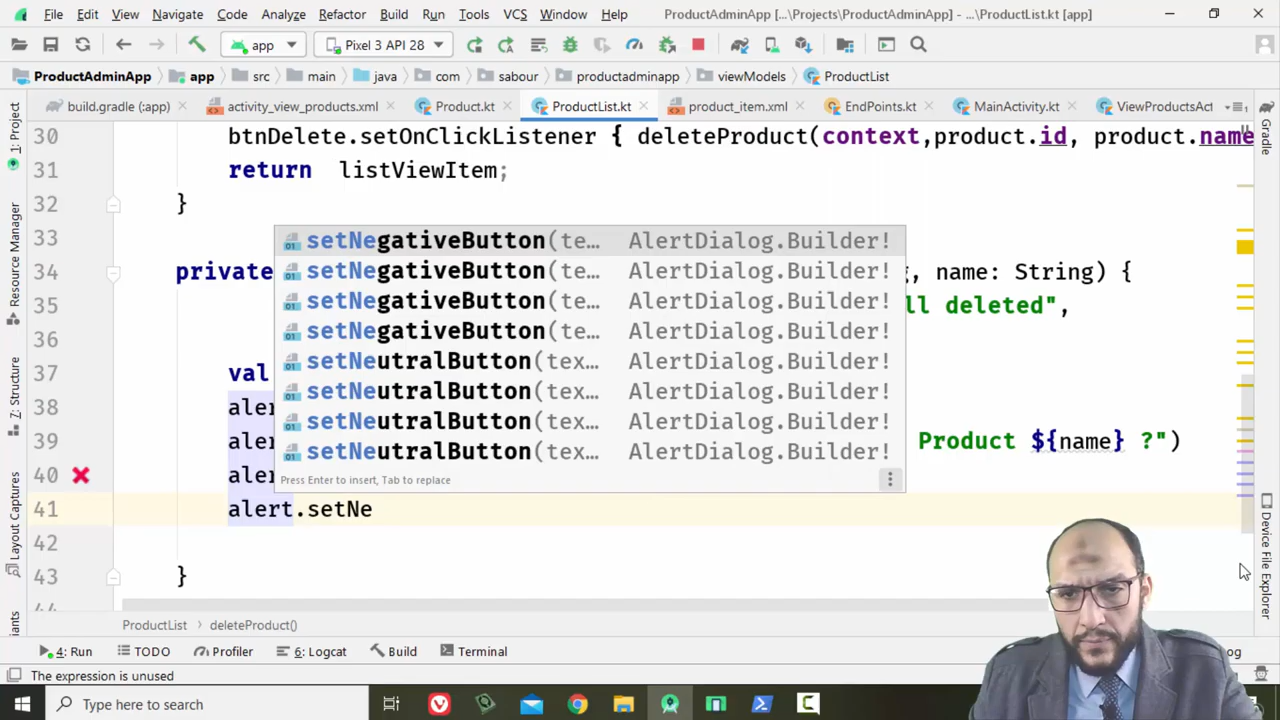 File Edit View Navigate Code Analyze Refactor Build Run Tools VCS Window Help ProductAdminApp [...\Projects\ProductAdminApp] - ...\ProductList.kt [app]
app Pixel 3 API 28
ProductAdminApp app src main java com sabour productadminapp viewModels ProductList
build.gradle (:app) activity_view_products.xml Product.kt ProductList.kt product_item.xml EndPoints.kt MainActivity.kt ViewProductsAct
30 btnDelete.setOnClickListener { deleteProduct(context,product.id, product.name
31 return listViewItem;
32 }
33
34 private , name: String) {
35 ll deleted",
36
37 val
38 aler
39 aler Product ${name} ?")
40 aler
41 alert.setNe
42
43 }
44
setNegativeButton(te… AlertDialog.Builder!
setNegativeButton(te… AlertDialog.Builder!
setNegativeButton(te… AlertDialog.Builder!
setNegativeButton(te… AlertDialog.Builder!
setNeutralButton(tex… AlertDialog.Builder!
setNeutralButton(tex… AlertDialog.Builder!
setNeutralButton(tex… AlertDialog.Builder!
setNeutralButton(tex… AlertDialog.Builder!
Press Enter to insert, Tab to replace
1: Project
Resource Manager
7: Structure
Layout Captures
Gradle
Device File Explorer
ProductList deleteProduct()
4: Run TODO Profiler 6: Logcat Build Terminal
The expression is unused
Type here to search